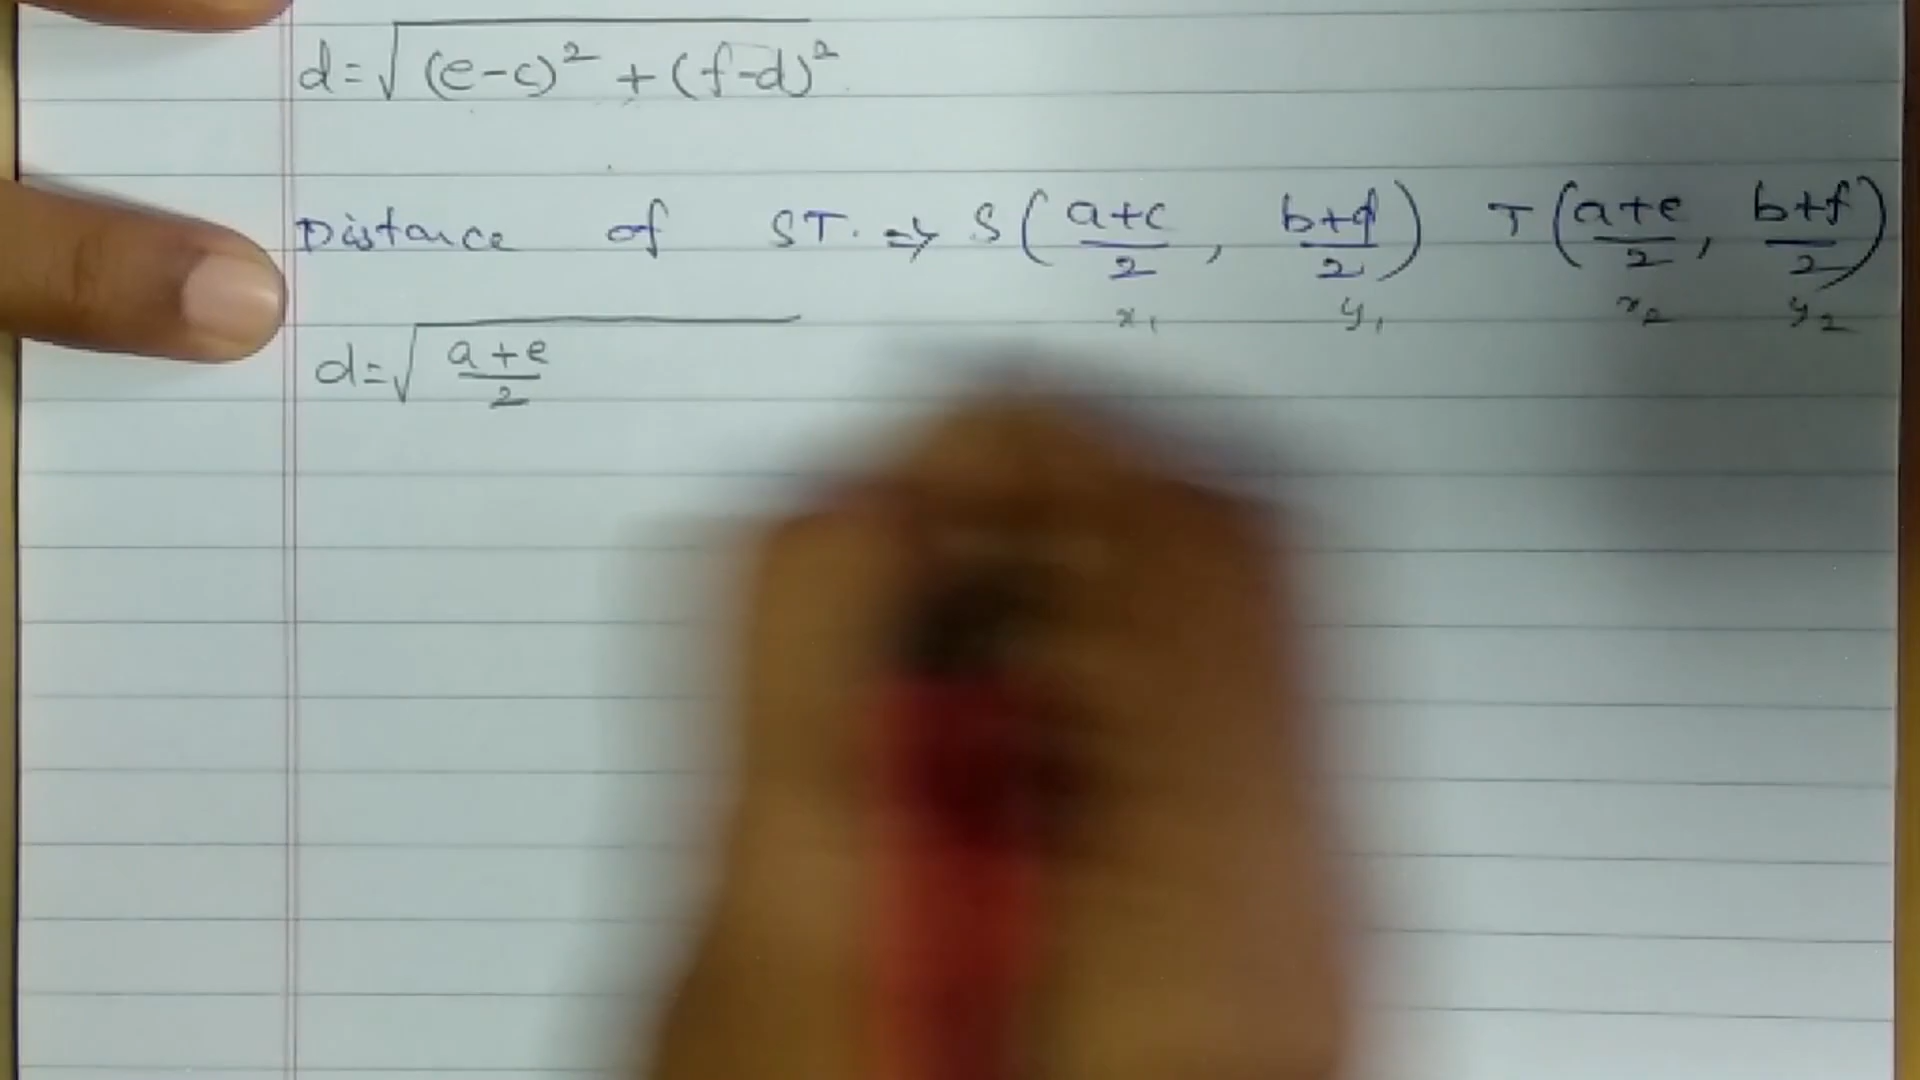 d=√(e-c)² + (f-d)²
Distance of ST. => S(a+c/2, b+d/2) T(a+e/2, b+f/2)
x₁ y₁ x₂ y₂
d=√a+e/2